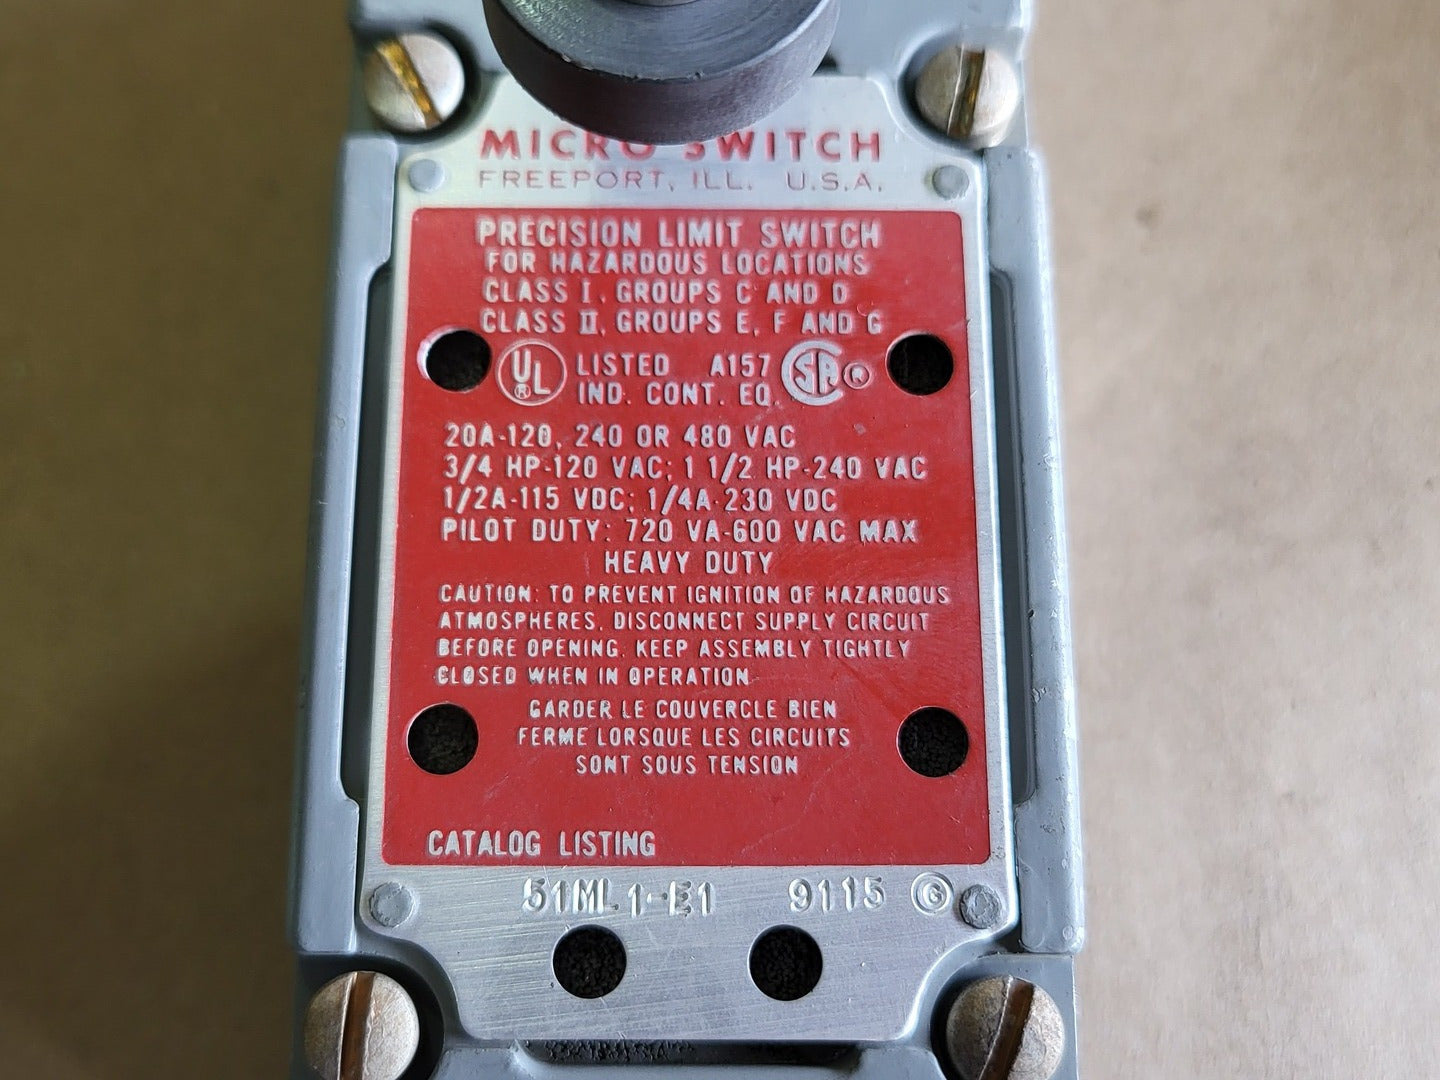 MICRO SWITCH
FREEPORT, ILL. U.S.A.
PRECISION LIMIT SWITCH
FOR HAZARDOUS LOCATIONS
CLASS I, GROUPS C AND D
CLASS II, GROUPS E, F AND G
UL ® LISTED A157 CSA ®
IND. CONT. EQ.
20A-120, 240 OR 480 VAC
3/4 HP-120 VAC; 1 1/2 HP-240 VAC
1/2A-115 VDC; 1/4A-230 VDC
PILOT DUTY: 720 VA-600 VAC MAX
HEAVY DUTY
CAUTION: TO PREVENT IGNITION OF HAZARDOUS
ATMOSPHERES, DISCONNECT SUPPLY CIRCUIT
BEFORE OPENING. KEEP ASSEMBLY TIGHTLY
CLOSED WHEN IN OPERATION.
GARDER LE COUVERCLE BIEN
FERME LORSQUE LES CIRCUITS
SONT SOUS TENSION
CATALOG LISTING
51ML1-E1 9115 G